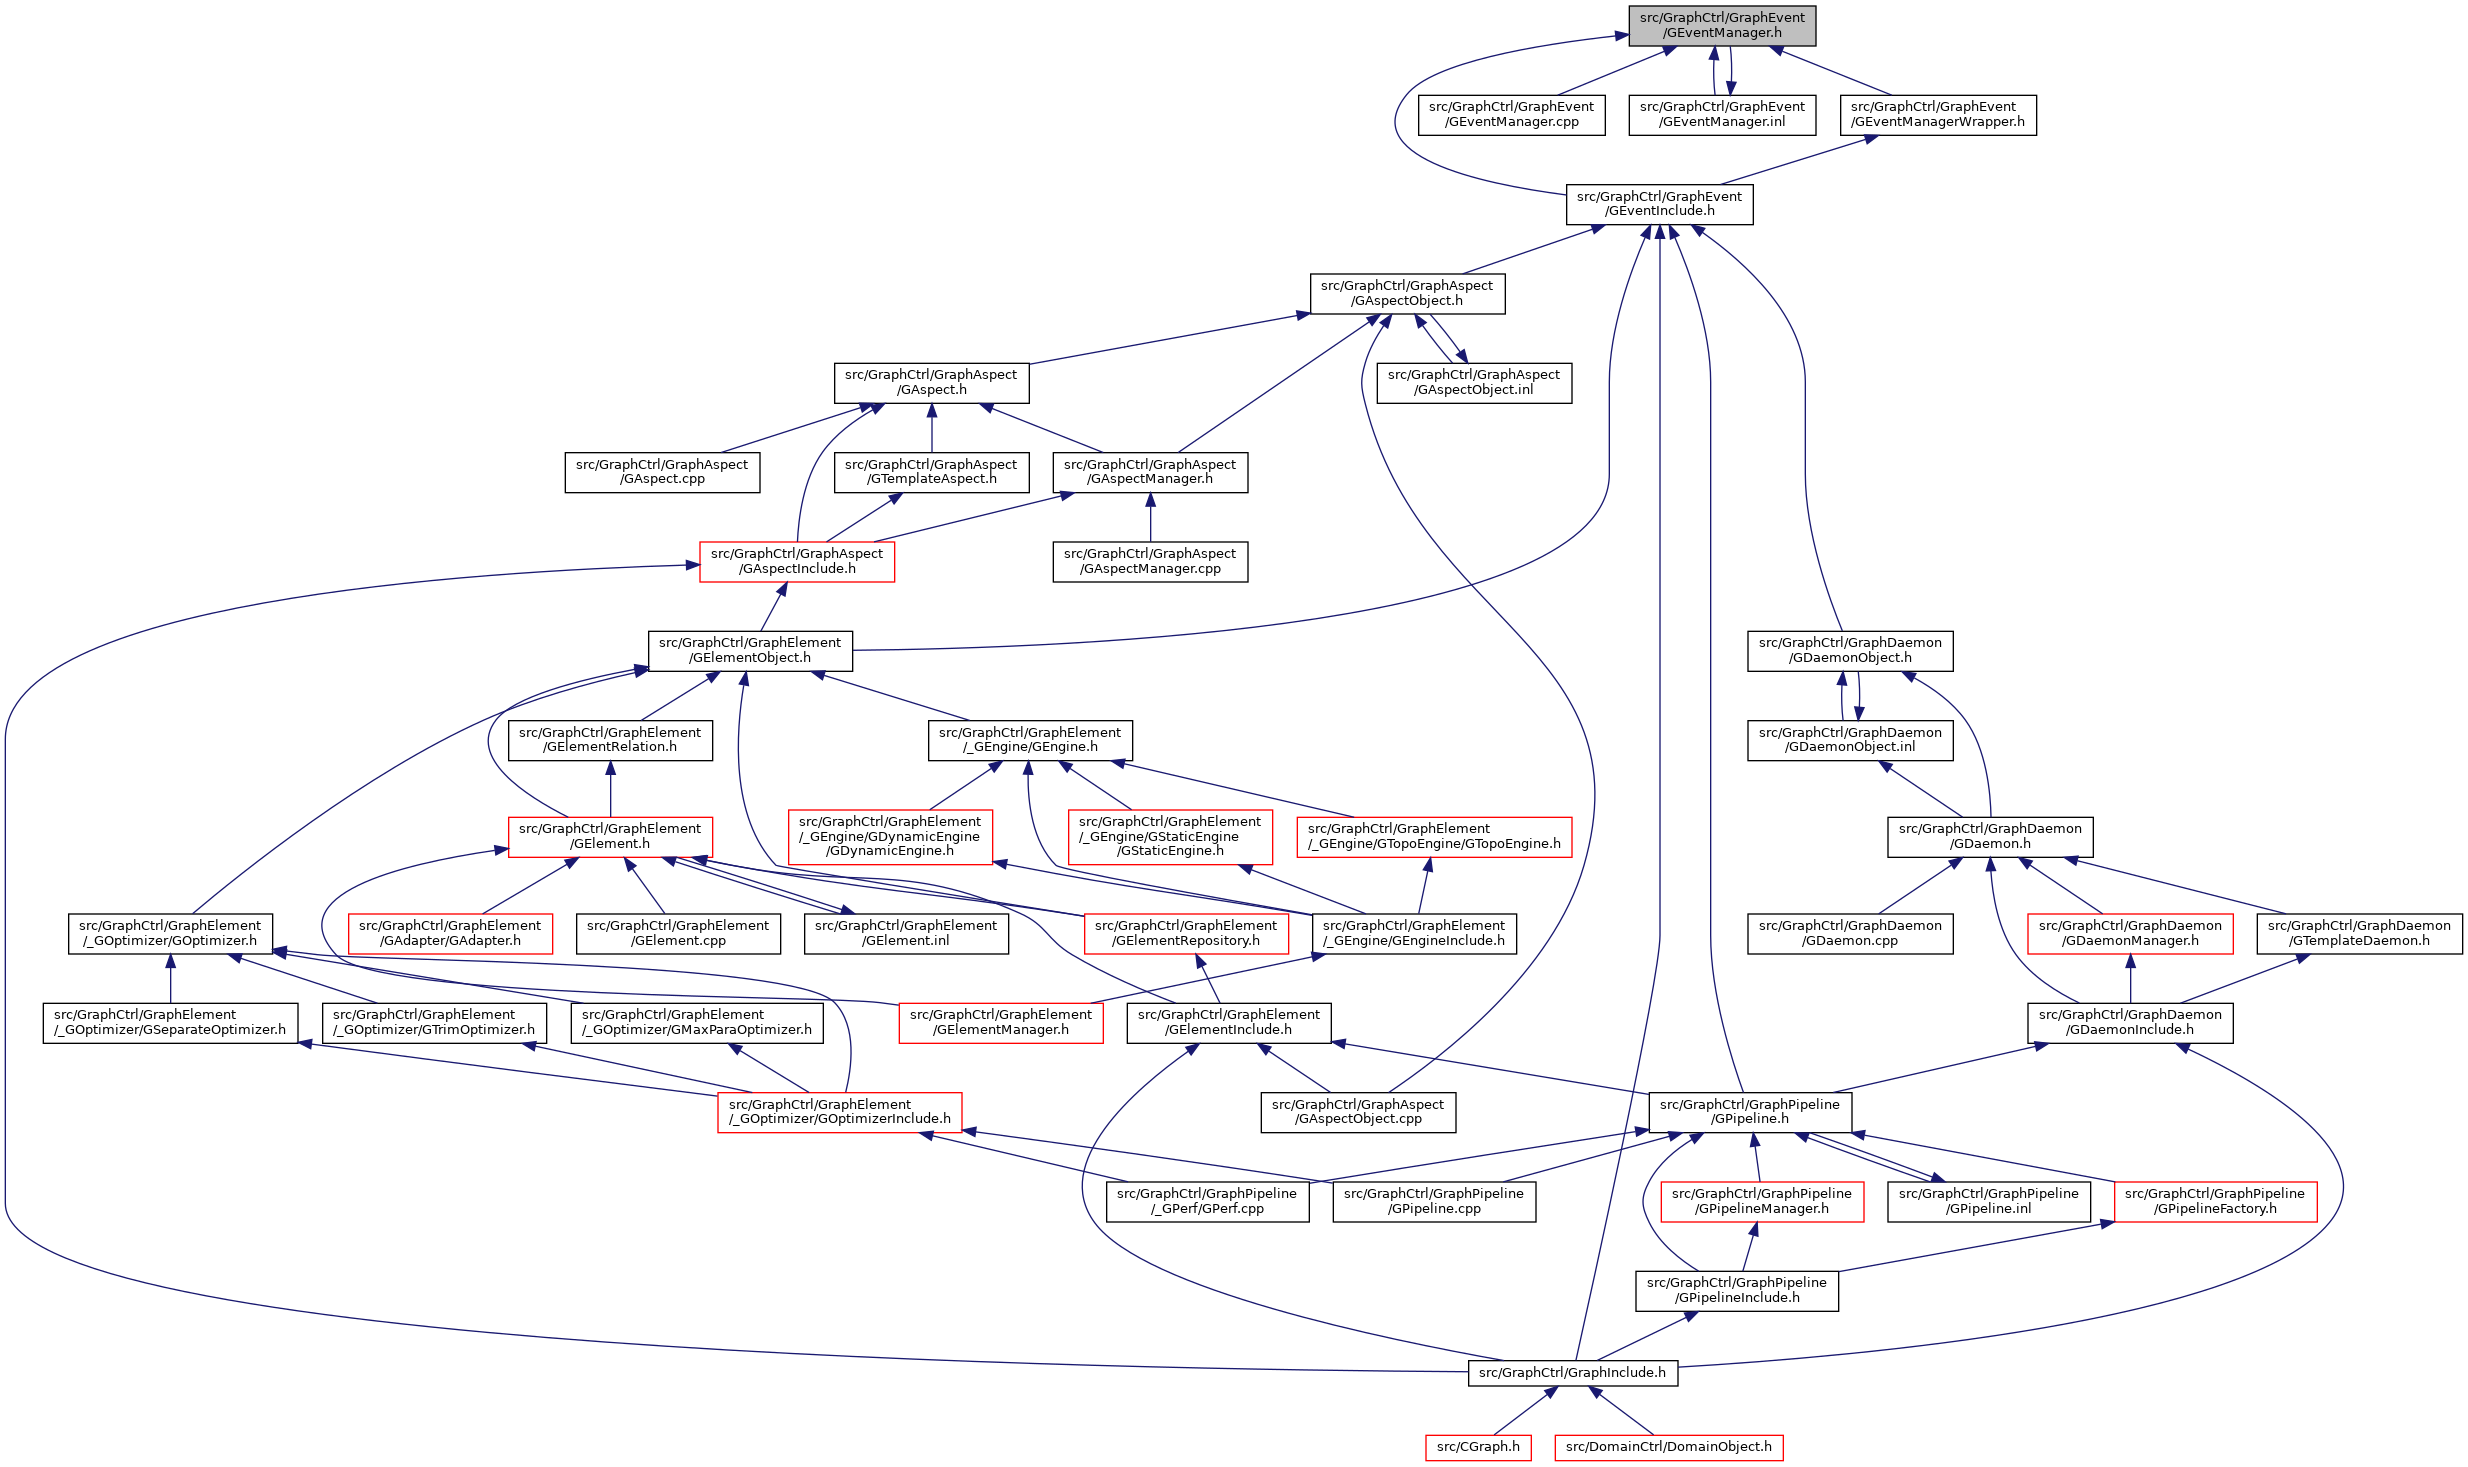 src/GraphCtrl/GraphEvent
/GEventManager.h
src/GraphCtrl/GraphEvent
/GEventManager.cpp
src/GraphCtrl/GraphEvent
/GEventManager.inl
src/GraphCtrl/GraphEvent
/GEventManagerWrapper.h
src/GraphCtrl/GraphEvent
/GEventInclude.h
src/GraphCtrl/GraphAspect
/GAspectObject.h
src/GraphCtrl/GraphAspect
/GAspect.h
src/GraphCtrl/GraphAspect
/GAspectObject.inl
src/GraphCtrl/GraphAspect
/GAspect.cpp
src/GraphCtrl/GraphAspect
/GTemplateAspect.h
src/GraphCtrl/GraphAspect
/GAspectManager.h
src/GraphCtrl/GraphAspect
/GAspectInclude.h
src/GraphCtrl/GraphAspect
/GAspectManager.cpp
src/GraphCtrl/GraphElement
/GElementObject.h
src/GraphCtrl/GraphDaemon
/GDaemonObject.h
src/GraphCtrl/GraphElement
/GElementRelation.h
src/GraphCtrl/GraphElement
/_GEngine/GEngine.h
src/GraphCtrl/GraphDaemon
/GDaemonObject.inl
src/GraphCtrl/GraphElement
/GElement.h
src/GraphCtrl/GraphElement
/_GEngine/GDynamicEngine
/GDynamicEngine.h
src/GraphCtrl/GraphElement
/_GEngine/GStaticEngine
/GStaticEngine.h
src/GraphCtrl/GraphElement
/_GEngine/GTopoEngine/GTopoEngine.h
src/GraphCtrl/GraphDaemon
/GDaemon.h
src/GraphCtrl/GraphElement
/_GOptimizer/GOptimizer.h
src/GraphCtrl/GraphElement
/GAdapter/GAdapter.h
src/GraphCtrl/GraphElement
/GElement.cpp
src/GraphCtrl/GraphElement
/GElement.inl
src/GraphCtrl/GraphElement
/GElementRepository.h
src/GraphCtrl/GraphElement
/_GEngine/GEngineInclude.h
src/GraphCtrl/GraphDaemon
/GDaemon.cpp
src/GraphCtrl/GraphDaemon
/GDaemonManager.h
src/GraphCtrl/GraphDaemon
/GTemplateDaemon.h
src/GraphCtrl/GraphElement
/_GOptimizer/GSeparateOptimizer.h
src/GraphCtrl/GraphElement
/_GOptimizer/GTrimOptimizer.h
src/GraphCtrl/GraphElement
/_GOptimizer/GMaxParaOptimizer.h
src/GraphCtrl/GraphElement
/GElementManager.h
src/GraphCtrl/GraphElement
/GElementInclude.h
src/GraphCtrl/GraphDaemon
/GDaemonInclude.h
src/GraphCtrl/GraphElement
/_GOptimizer/GOptimizerInclude.h
src/GraphCtrl/GraphAspect
/GAspectObject.cpp
src/GraphCtrl/GraphPipeline
/GPipeline.h
src/GraphCtrl/GraphPipeline
/_GPerf/GPerf.cpp
src/GraphCtrl/GraphPipeline
/GPipeline.cpp
src/GraphCtrl/GraphPipeline
/GPipelineManager.h
src/GraphCtrl/GraphPipeline
/GPipeline.inl
src/GraphCtrl/GraphPipeline
/GPipelineFactory.h
src/GraphCtrl/GraphPipeline
/GPipelineInclude.h
src/GraphCtrl/GraphInclude.h
src/CGraph.h
src/DomainCtrl/DomainObject.h